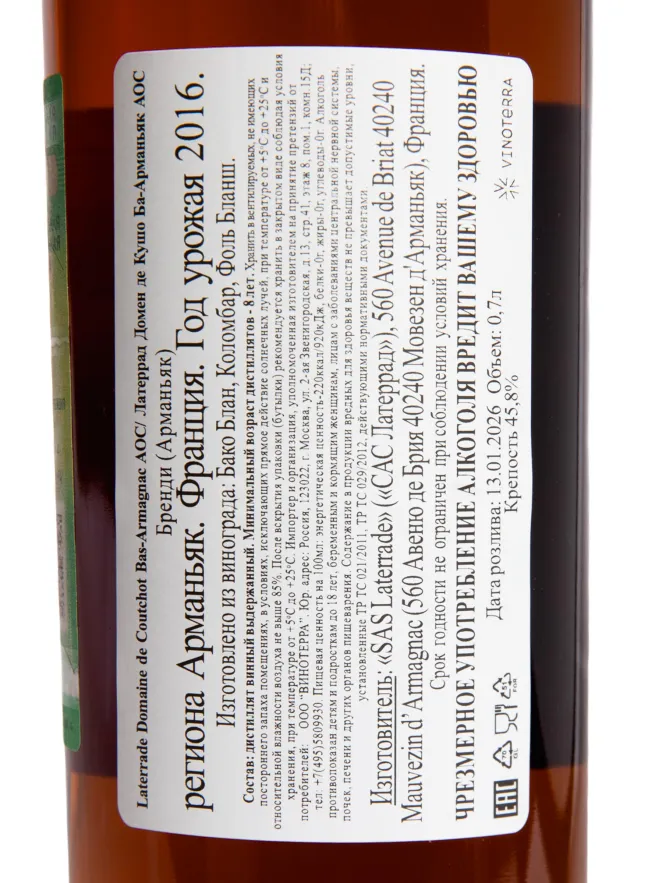 Laterrade Domaine de Coutchot Bas-Armagnac AOC/ Латеррад Домен де Кушо Ба-Арманьяк АОС
Бренди (Арманьяк)
региона Арманьяк. Франция. Год урожая 2016.
Изготовлено из винограда: Бако Блан, Коломбар, Фоль Бланш.
Состав: дистиллят винный выдержанный. Минимальный возраст дистиллятов - 8 лет. Хранить в вентилируемых, не имеющих
постороннего запаха помещениях, в условиях, исключающих прямое действие солнечных лучей, при температуре от +5°С до +25°С и
относительной влажности воздуха не выше 85%. После вскрытия упаковки (бутылки) рекомендуется хранить в закрытом виде соблюдая условия
хранения, при температуре от +5°С до +25°С. Импортер и организация, уполномоченная изготовителем на принятие претензий от
потребителей: ООО "ВИНОТЕРРА". Юр. адрес: Россия, 123022, г. Москва, ул. 2-ая Звенигородская, д.13, стр.41, этаж 8, пом.1, комн.15Д;
тел. +7(495)5809930. Пищевая ценность на 100мл: энергетическая ценность-220ккал/920кДж, белки-0г, жиры-0г, углеводы-0г. Алкоголь
противопоказан детям и подросткам до 18 лет, беременным и кормящим женщинам, лицам с заболеваниями центральной нервной системы,
почек, печени и других органов пищеварения. Содержание в продукции вредных для здоровья веществ не превышает допустимые уровни,
установленные ТР ТС 021/2011, ТР ТС 029/2012, действующими нормативными документами
Изготовитель: «SAS Laterrade» («САС Латеррад»), 560 Avenue de Briat 40240
Mauvezin d’ Armagnac (560 Авеню де Брия 40240 Мовезен д'Арманьяк), Франция.
Срок годности не ограничен при соблюдении условий хранения.
ЧРЕЗМЕРНОЕ УПОТРЕБЛЕНИЕ АЛКОГОЛЯ ВРЕДИТ ВАШЕМУ ЗДОРОВЬЮ
Дата розлива: 13.01.2026 Объем: 0,7л
Крепость 45,8%
VINOTERRA
EAC